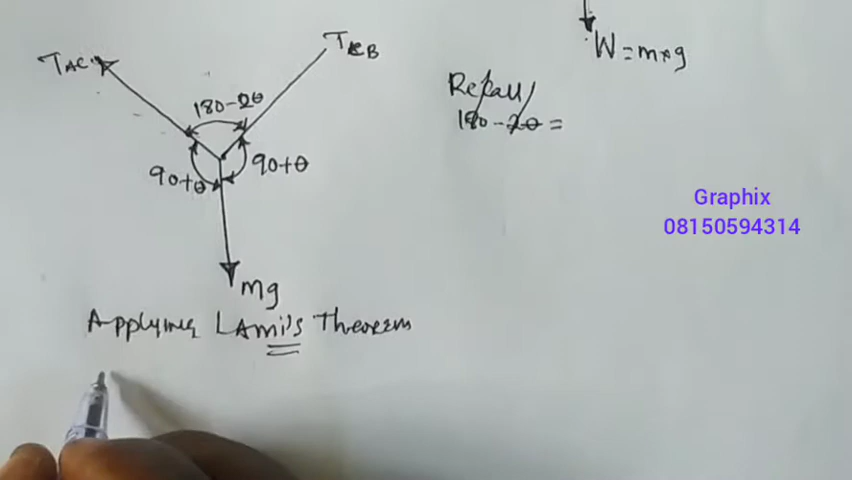 TAC
TCB
W = m×g
180-2θ
Recall
180-2θ =
90+θ
90+θ
mg
Applying LAmi's Theorem
Graphix
08150594314